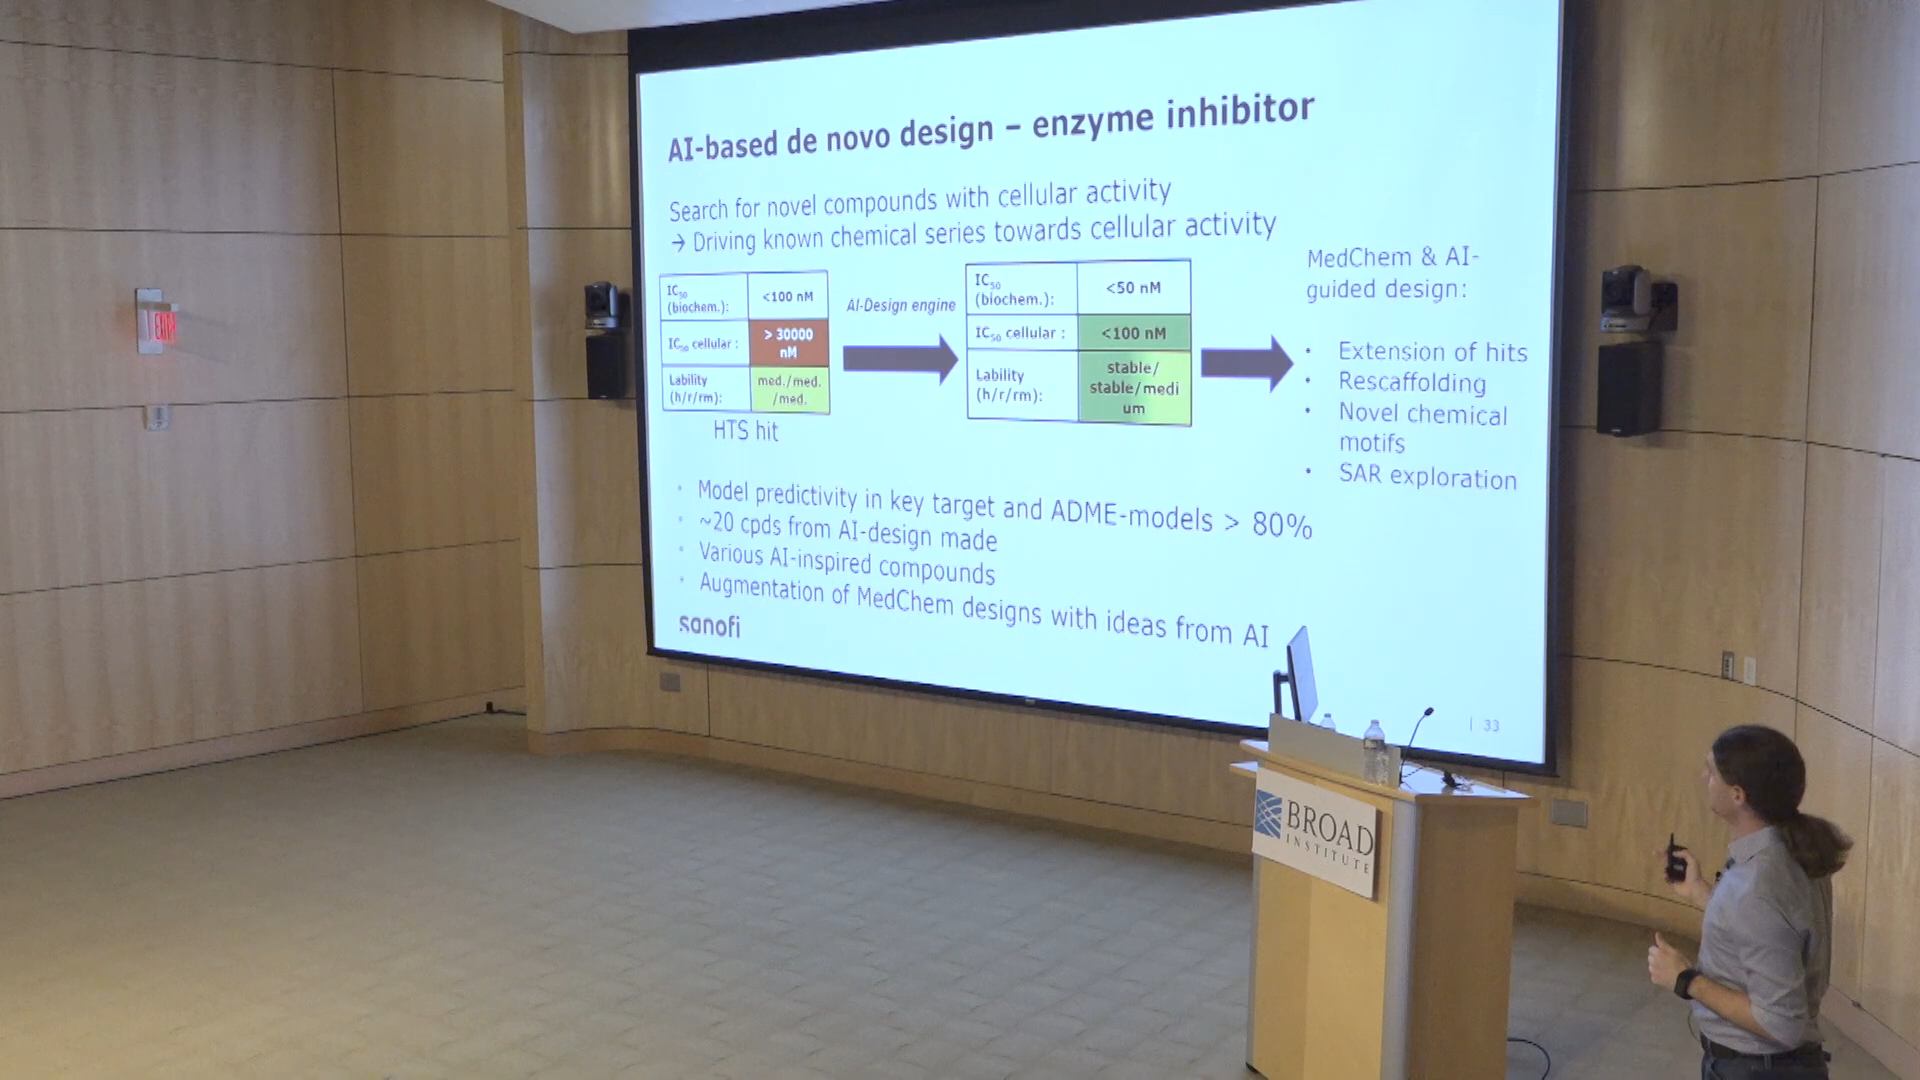 AI-based de novo design – enzyme inhibitor
Search for novel compounds with cellular activity
→ Driving known chemical series towards cellular activity
IC50 (biochem.): <100 nM
IC50 cellular : > 30000 nM
Lability (h/r/rm): med./med./med.
HTS hit
AI-Design engine
IC50 (biochem.): <50 nM
IC50 cellular : <100 nM
Lability (h/r/rm): stable/stable/medium
MedChem & AI-
guided design:
• Extension of hits
• Rescaffolding
• Novel chemical
motifs
• SAR exploration
• Model predictivity in key target and ADME-models > 80%
• ~20 cpds from AI-design made
• Various AI-inspired compounds
• Augmentation of MedChem designs with ideas from AI
sanofi
| 33
EXIT
BROAD
INSTITUTE